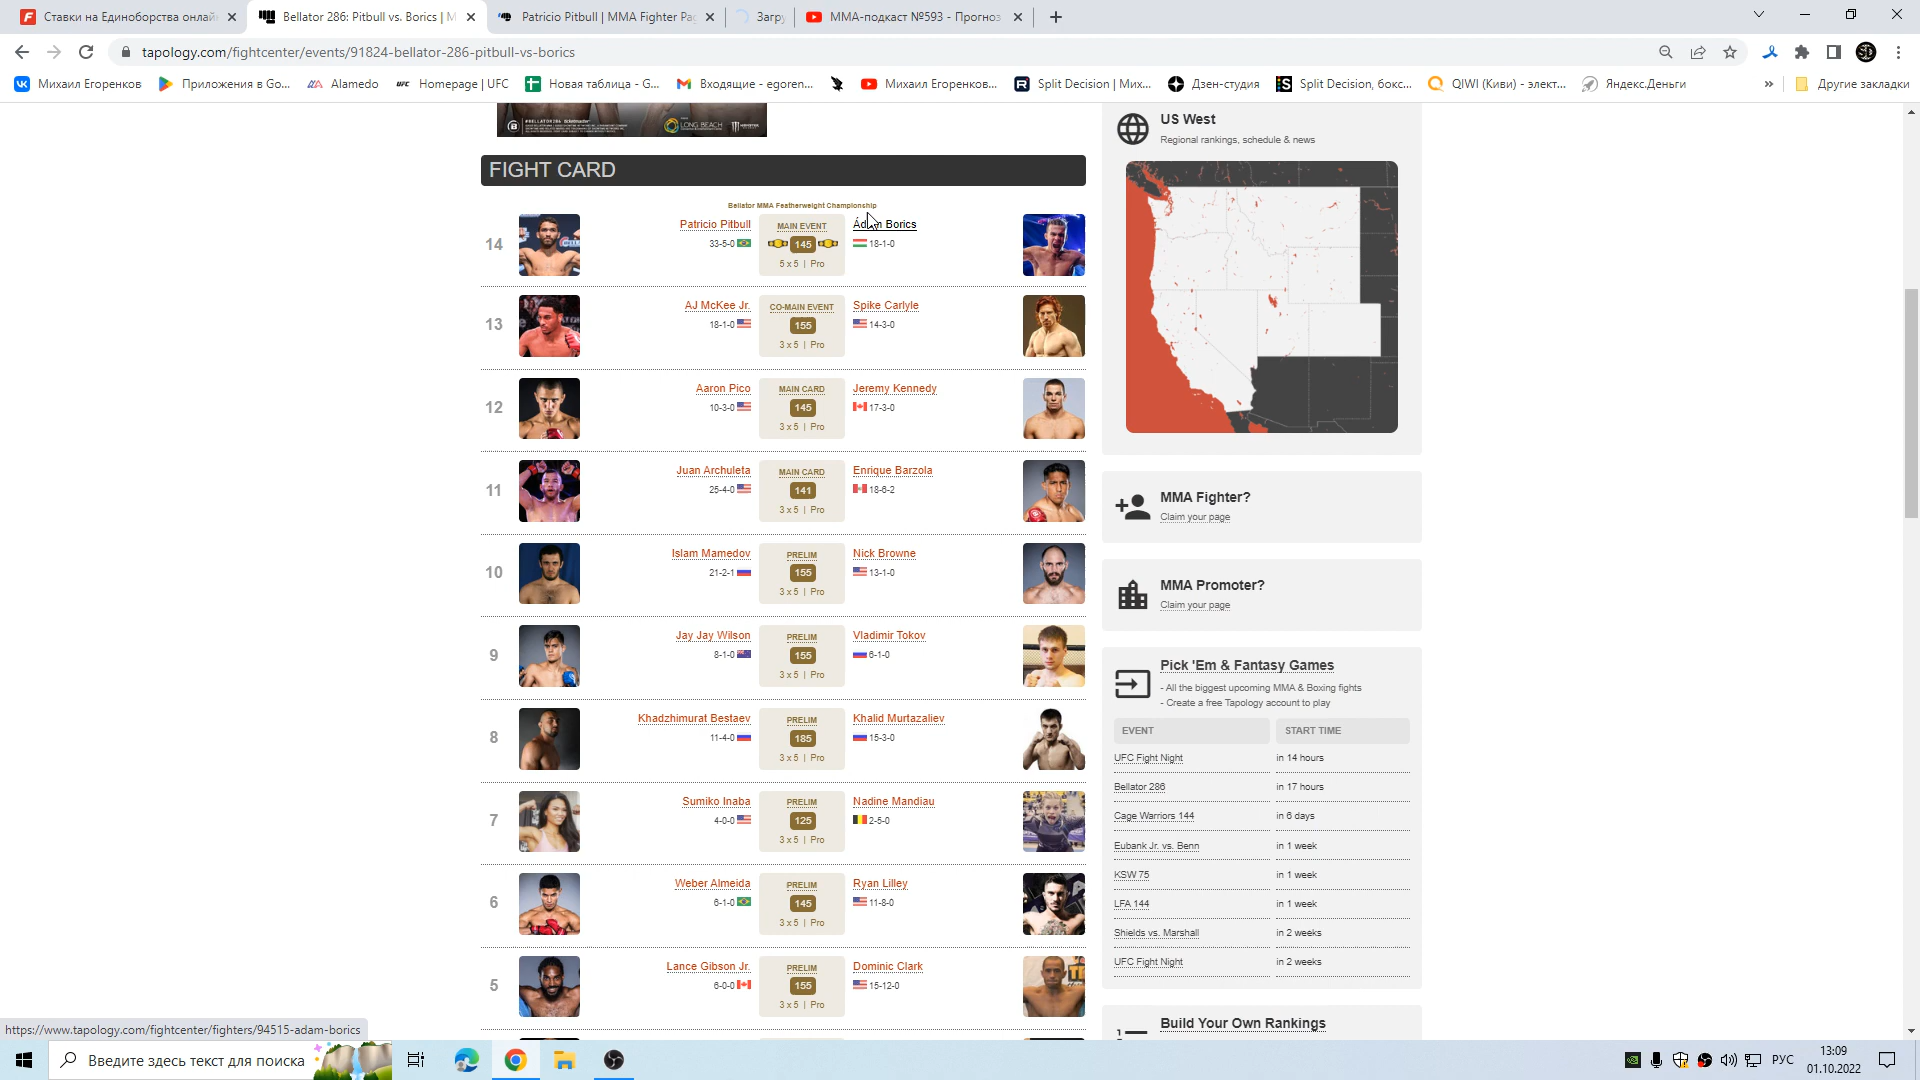 Ставки на Единоборства онлай
Bellator 286: Pitbull vs. Borics | M
Patricio Pitbull | MMA Fighter Pa
Загру
ММА-подкаст №593 - Прогноз
tapology.com/fightcenter/events/91824-bellator-286-pitbull-vs-borics
Михаил Егоренков
Приложения в Go...
Alamedo
Homepage | UFC
Новая таблица - G...
Входящие - egoren...
Михаил Егоренков...
Split Decision | Мих...
Дзен-студия
Split Decision, бокс...
QIWI (Киви) - элект...
Яндекс.Деньги
»
Другие закладки
LONG BEACH
FIGHT CARD
Bellator MMA Featherweight Championship
14
Patricio Pitbull
33-5-0
MAIN EVENT
145
5 x 5 | Pro
Ádám Borics
18-1-0
13
AJ McKee Jr.
18-1-0
CO-MAIN EVENT
155
3 x 5 | Pro
Spike Carlyle
14-3-0
12
Aaron Pico
10-3-0
MAIN CARD
145
3 x 5 | Pro
Jeremy Kennedy
17-3-0
11
Juan Archuleta
25-4-0
MAIN CARD
141
3 x 5 | Pro
Enrique Barzola
18-6-2
10
Islam Mamedov
21-2-1
PRELIM
155
3 x 5 | Pro
Nick Browne
13-1-0
9
Jay Jay Wilson
8-1-0
PRELIM
155
3 x 5 | Pro
Vladimir Tokov
6-1-0
8
Khadzhimurat Bestaev
11-4-0
PRELIM
185
3 x 5 | Pro
Khalid Murtazaliev
15-3-0
7
Sumiko Inaba
4-0-0
PRELIM
125
3 x 5 | Pro
Nadine Mandiau
2-5-0
6
Weber Almeida
6-1-0
PRELIM
145
3 x 5 | Pro
Ryan Lilley
11-8-0
5
Lance Gibson Jr.
6-0-0
PRELIM
155
3 x 5 | Pro
Dominic Clark
15-12-0
US West
Regional rankings, schedule & news
MMA Fighter?
Claim your page
MMA Promoter?
Claim your page
Pick 'Em & Fantasy Games
- All the biggest upcoming MMA & Boxing fights
- Create a free Tapology account to play
EVENT START TIME
UFC Fight Night in 14 hours
Bellator 286 in 17 hours
Cage Warriors 144 in 6 days
Eubank Jr. vs. Benn in 1 week
KSW 75 in 1 week
LFA 144 in 1 week
Shields vs. Marshall in 2 weeks
UFC Fight Night in 2 weeks
Build Your Own Rankings
https://www.tapology.com/fightcenter/fighters/94515-adam-borics
Введите здесь текст для поиска
РУС
13:09
01.10.2022